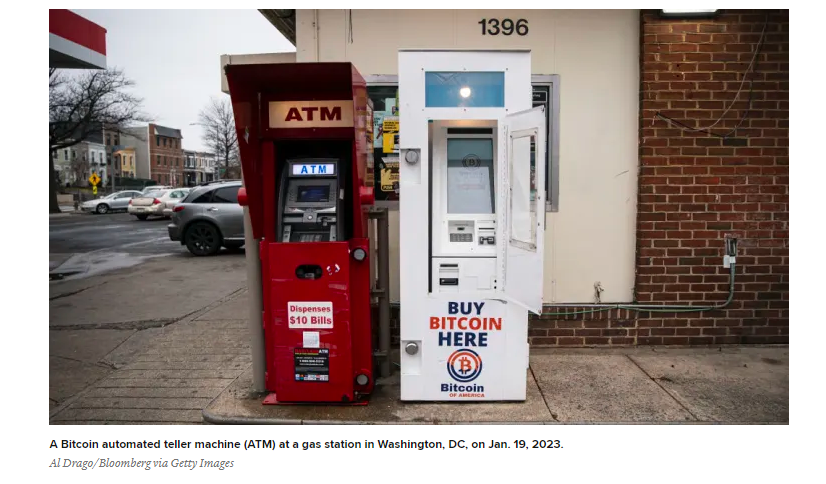 1396
ATM
ATM
Dispenses
$10 Bills
BUY
BITCOIN
HERE
Bitcoin
OF AMERICA
A Bitcoin automated teller machine (ATM) at a gas station in Washington, DC, on Jan. 19, 2023.
Al Drago/Bloomberg via Getty Images